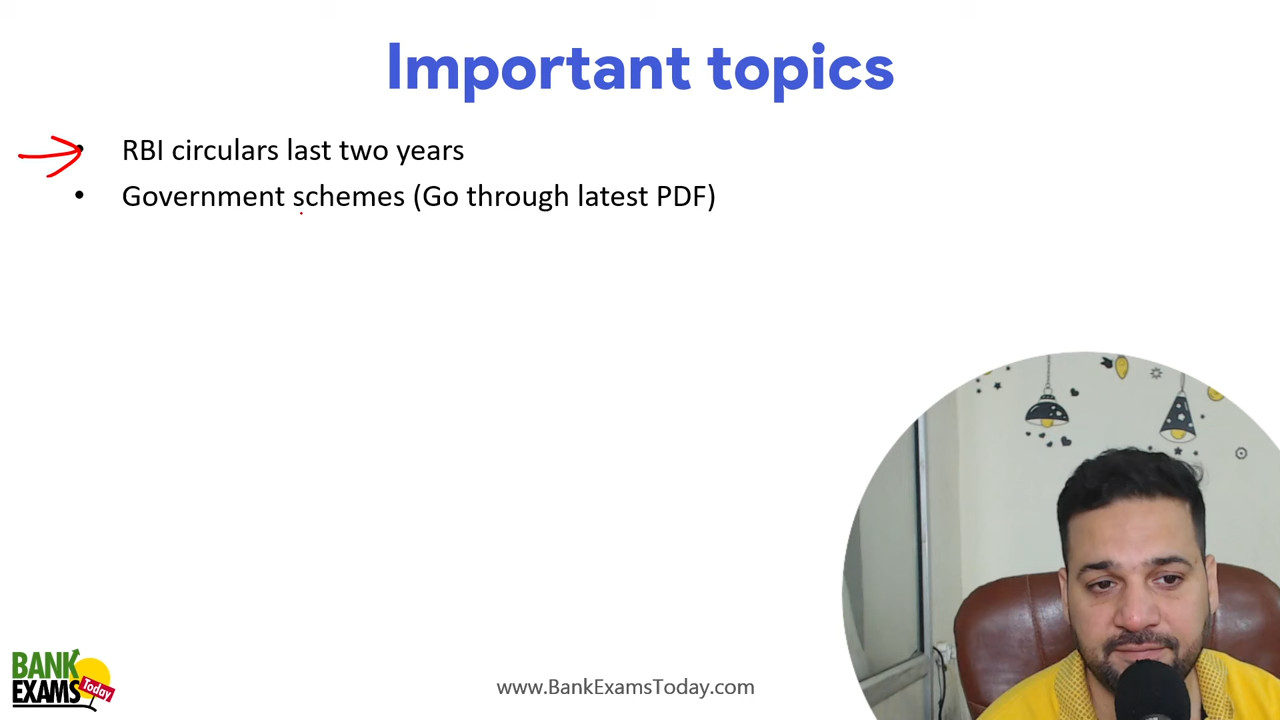 Important topics
• RBI circulars last two years
• Government schemes (Go through latest PDF)
BANK
EXAMS
Today
www.BankExamsToday.com